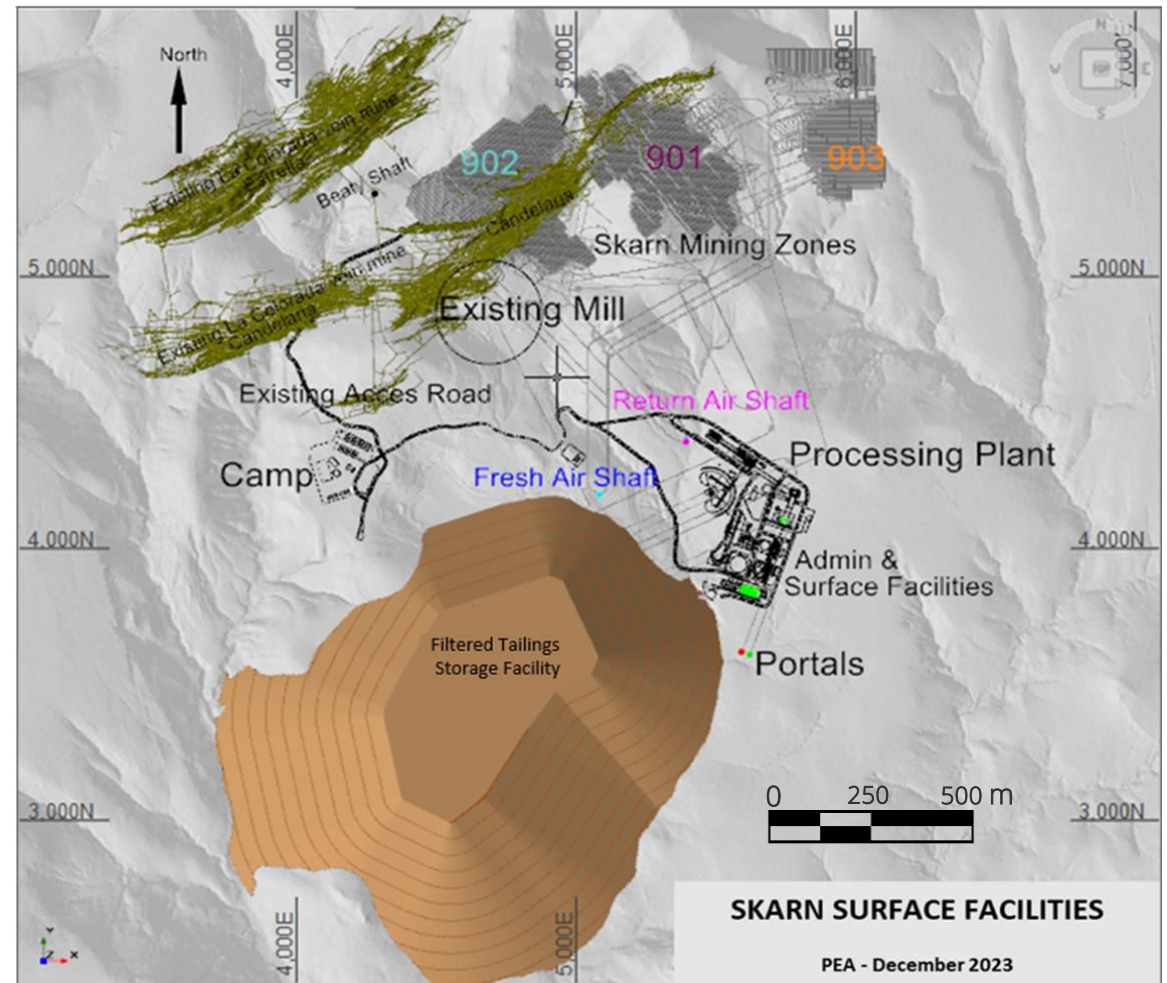 North
4,000E
5,000E
6,000E
7,000E
N
W
E
S
Existing La Colorada vein mine
Estrella
Beaty Shaft
902
901
903
Candelaria
Skarn Mining Zones
5,000N
5,000N
Existing La Colorada vein mine
Candelaria
Existing Mill
Existing Acces Road
Return Air Shaft
Camp
Fresh Air Shaft
Processing Plant
4,000N
4,000N
Admin &
Surface Facilities
Filtered Tailings
Storage Facility
Portals
0 250 500 m
3,000N
3,000N
4,000E
5,000E
Y
Z X
SKARN SURFACE FACILITIES
PEA - December 2023